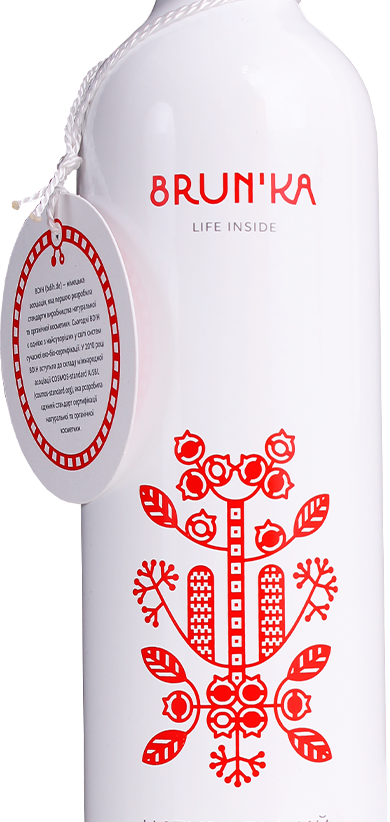 BRUN'KA
LIFE INSIDE
BDIH (bdih.de) – німецька
асоціація, яка першою розробила
стандарти виробництва натуральної
та органічної косметики. Сьогодні BDIH
є однією з найсуворіших у світі систем
сучасної еко-біо-сертифікації. У 2010 році
BDIH вступила до складу міжнародної
асоціації COSMOS-standard AISBL
(cosmos-standard.org), яка розробила
єдиний стандарт сертифікації
натуральної та органічної
косметики.